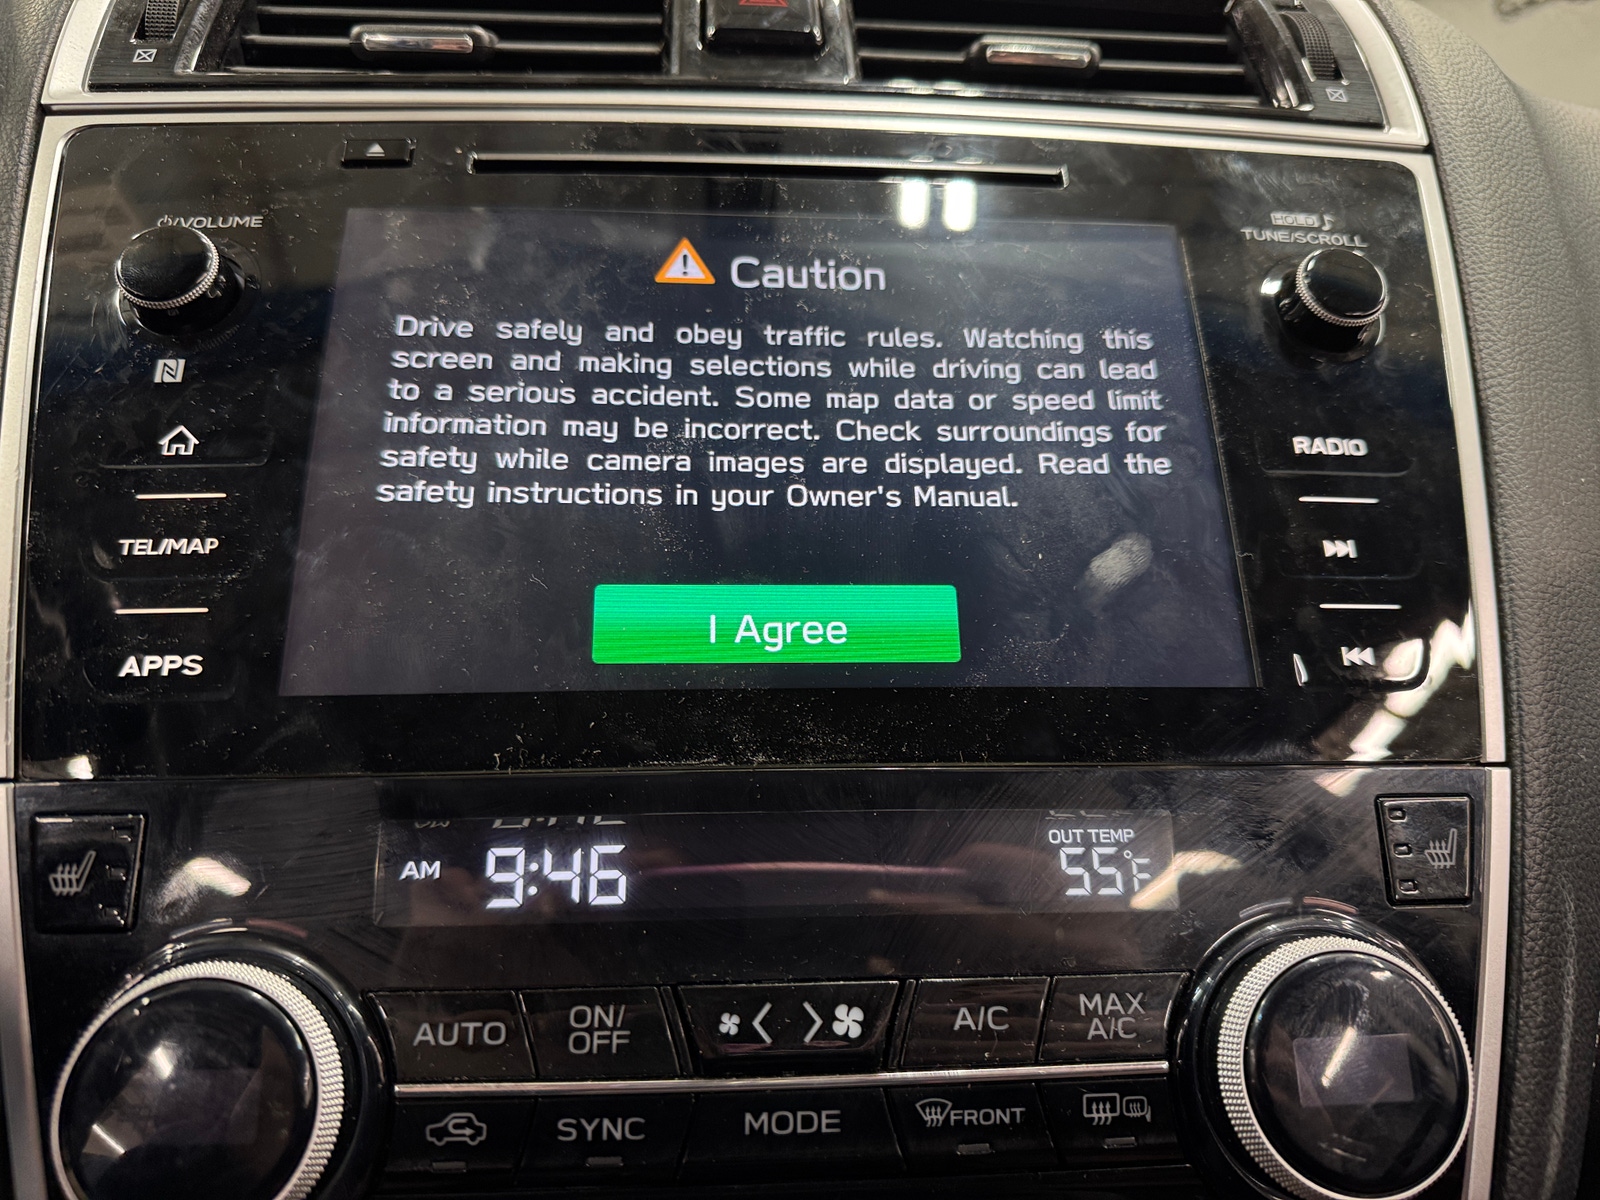 ⏻/VOLUME
HOLD ♪
TUNE/SCROLL
Caution
Drive safely and obey traffic rules. Watching this
screen and making selections while driving can lead
to a serious accident. Some map data or speed limit
information may be incorrect. Check surroundings for
safety while camera images are displayed. Read the
safety instructions in your Owner's Manual.
I Agree
TEL/MAP
APPS
RADIO
AM 9:46
OUT TEMP
55°F
AUTO
ON/
OFF
A/C
MAX
A/C
SYNC
MODE
FRONT